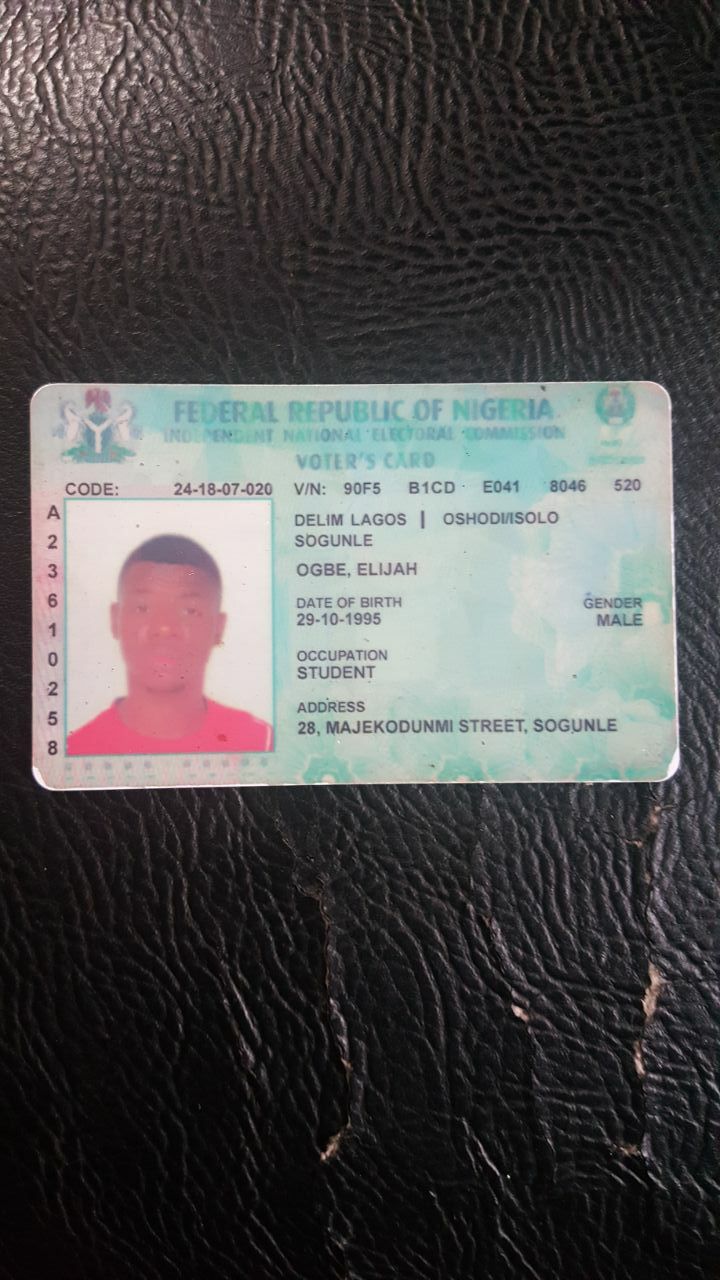 FEDERAL REPUBLIC OF NIGERIA
INDEPENDENT NATIONAL ELECTORAL COMMISSION
VOTER'S CARD
CODE: 24-18-07-020 V/N: 90F5 B1CD E041 8046 520
A
2
3
6
1
0
2
5
8
DELIM LAGOS | OSHODI/ISOLO
SOGUNLE
OGBE, ELIJAH
DATE OF BIRTH GENDER
29-10-1995 MALE
OCCUPATION
STUDENT
ADDRESS
28, MAJEKODUNMI STREET, SOGUNLE